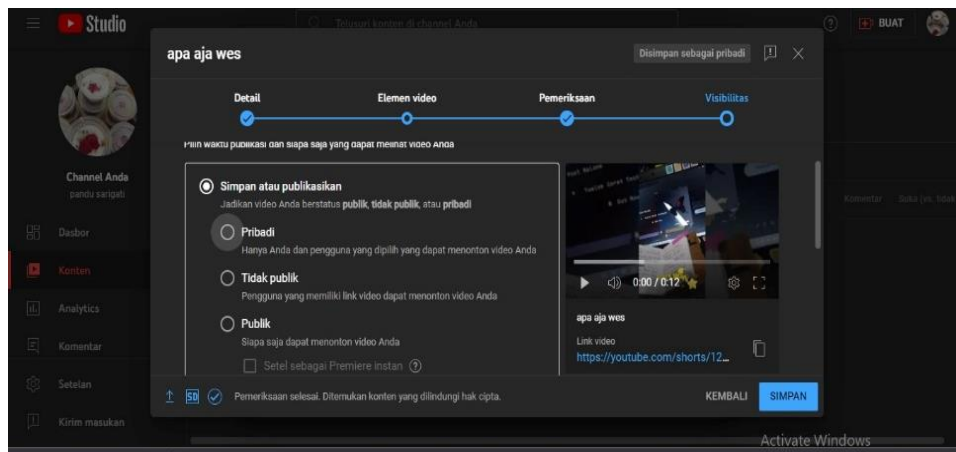 Studio
Telusuri konten di channel Anda
BUAT
apa aja wes
Disimpan sebagai pribadi
Detail
Elemen video
Pemeriksaan
Visibilitas
Pilih waktu publikasi dan siapa saja yang dapat melihat video Anda
Simpan atau publikasikan
Jadikan video Anda berstatus publik, tidak publik, atau pribadi
Pribadi
Hanya Anda dan pengguna yang dipilih yang dapat menonton video Anda
Tidak publik
Pengguna yang memiliki link video dapat menonton video Anda
Publik
Siapa saja dapat menonton video Anda
Setel sebagai Premiere instan
0:00 / 0:12
apa aja wes
Link video
https://youtube.com/shorts/12...
Channel Anda
pandu sarigati
Dasbor
Konten
Analytics
Komentar
Setelan
Kirim masukan
Komentar
Suka (vs. tidak
SD
Pemeriksaan selesai. Ditemukan konten yang dilindungi hak cipta.
KEMBALI
SIMPAN
Activate Windows